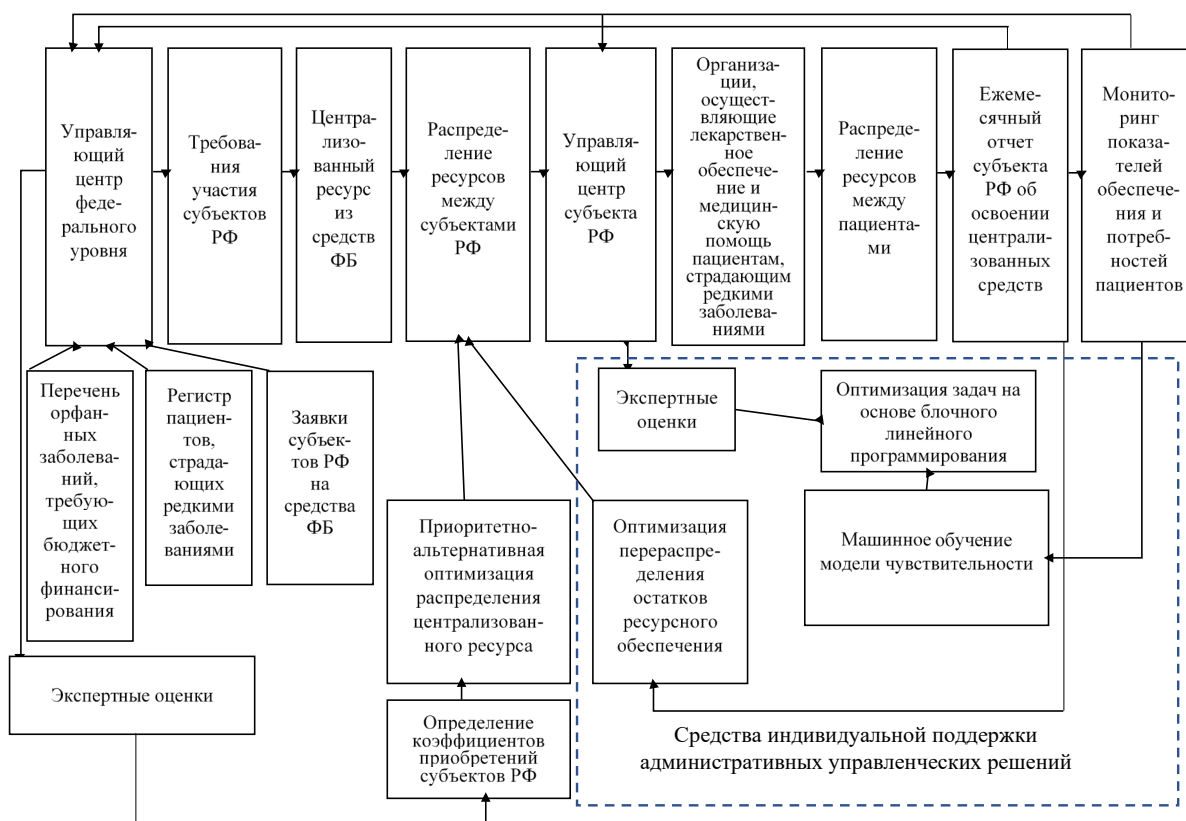 Управля-
ющий
центр
феде-
рального
уровня
Требова-
ния
участия
субъектов
РФ
Центра-
лизо-
ванный
ресурс
из
средств
ФБ
Распреде-
ление
ресурсов
между
субъектами
РФ
Управля-
ющий
центр
субъекта
РФ
Организа-
ции,
осущест-
вляющие
лекарствен-
ное
обеспече-
ние и
медицин-
скую
помощь
пациентам,
страдающим
редкими
заболева-
ниями
Распреде-
ление
ресурсов
между
пациента-
ми
Ежеме-
сячный
отчет
субъекта
РФ об
освоении
централи-
зованных
средств
Монито-
ринг
показа-
телей
обеспече-
ния и
потреб-
ностей
пациентов
Перечень
орфан-
ных
заболева-
ний,
требую-
щих
бюджет-
ного
финанси-
рования
Регистр
пациен-
тов,
страда-
ющих
редкими
заболе-
ваниями
Заявки
субъек-
тов РФ
на
средства
ФБ
Экспертные
оценки
Оптимизация задач на
основе блочного
линейного
программирования
Приоритетно-
альтернативная
оптимизация
распределения
централизован-
ного ресурса
Оптимизация
перераспре-
деления
остатков
ресурсного
обеспечения
Машинное обучение
модели чувствительности
Экспертные оценки
Определение
коэффициентов
приобретений
субъектов РФ
Средства индивидуальной поддержки
административных управленческих решений